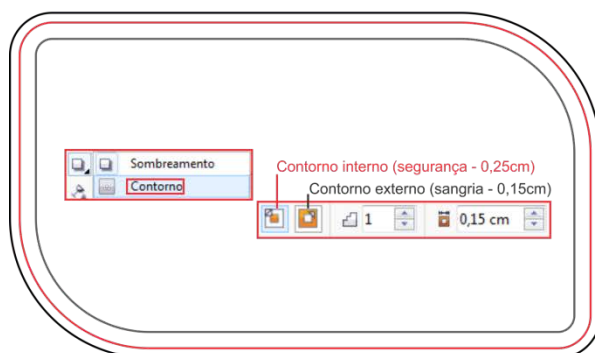 Sombreamento
Contorno
Contorno interno (segurança - 0,25cm)
Contorno externo (sangria - 0,15cm)
1
0,15 cm